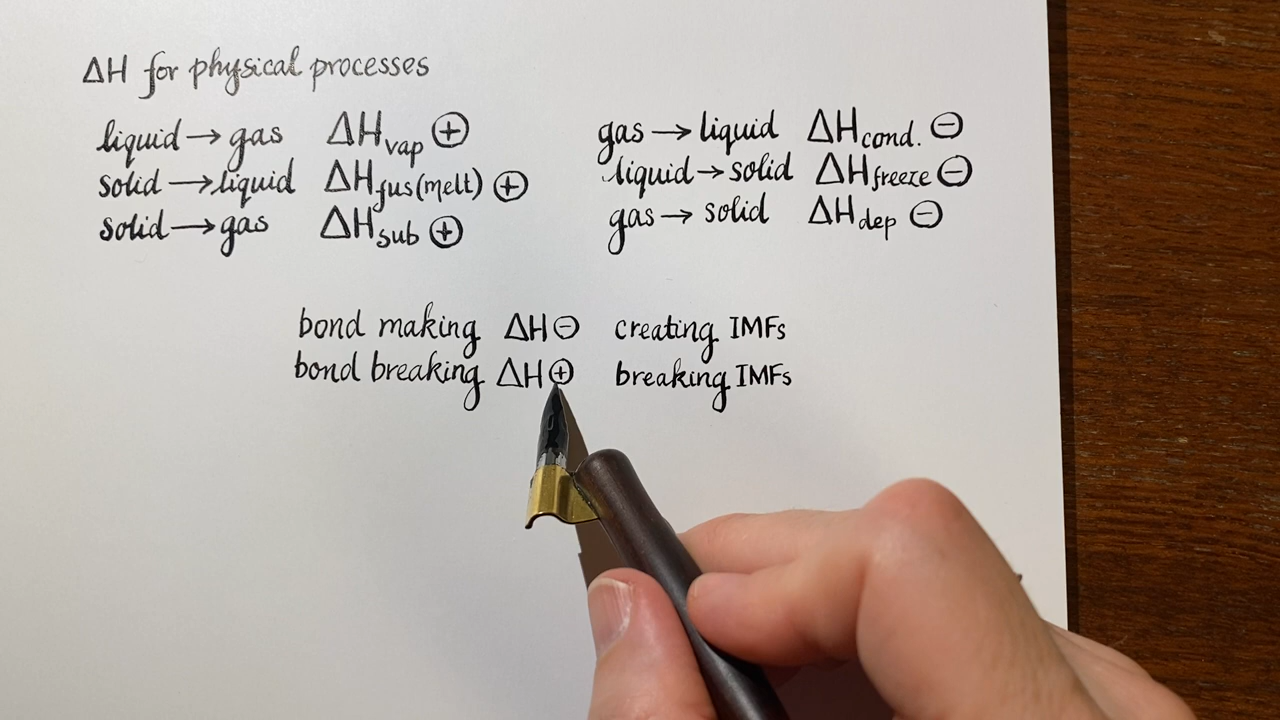 ΔH for physical processes
liquid → gas ΔHvap ⊕
solid → liquid ΔHfus(melt) ⊕
solid → gas ΔHsub ⊕
gas → liquid ΔHcond. ⊖
liquid → solid ΔHfreeze ⊖
gas → solid ΔHdep ⊖
bond making ΔH ⊖ creating IMFs
bond breaking ΔH ⊕ breaking IMFs